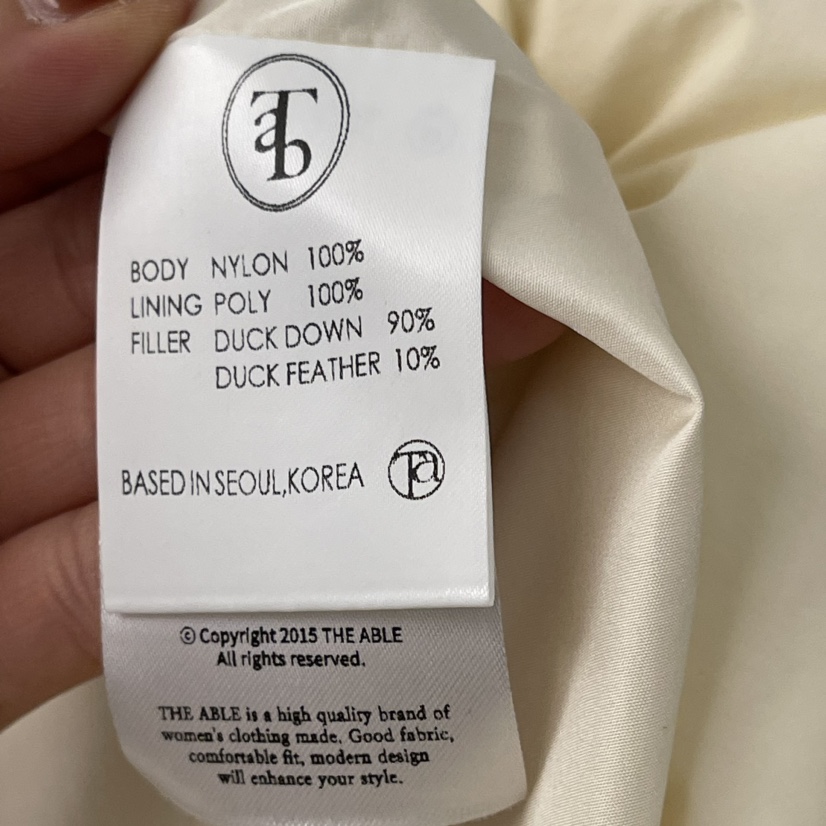 Tab
BODY NYLON 100%
LINING POLY 100%
FILLER DUCK DOWN 90%
DUCK FEATHER 10%
BASED IN SEOUL,KOREA Ta
© Copyright 2015 THE ABLE
All rights reserved.
THE ABLE is a high quality brand of
women's clothing made. Good fabric,
comfortable fit, modern design
will enhance your style.